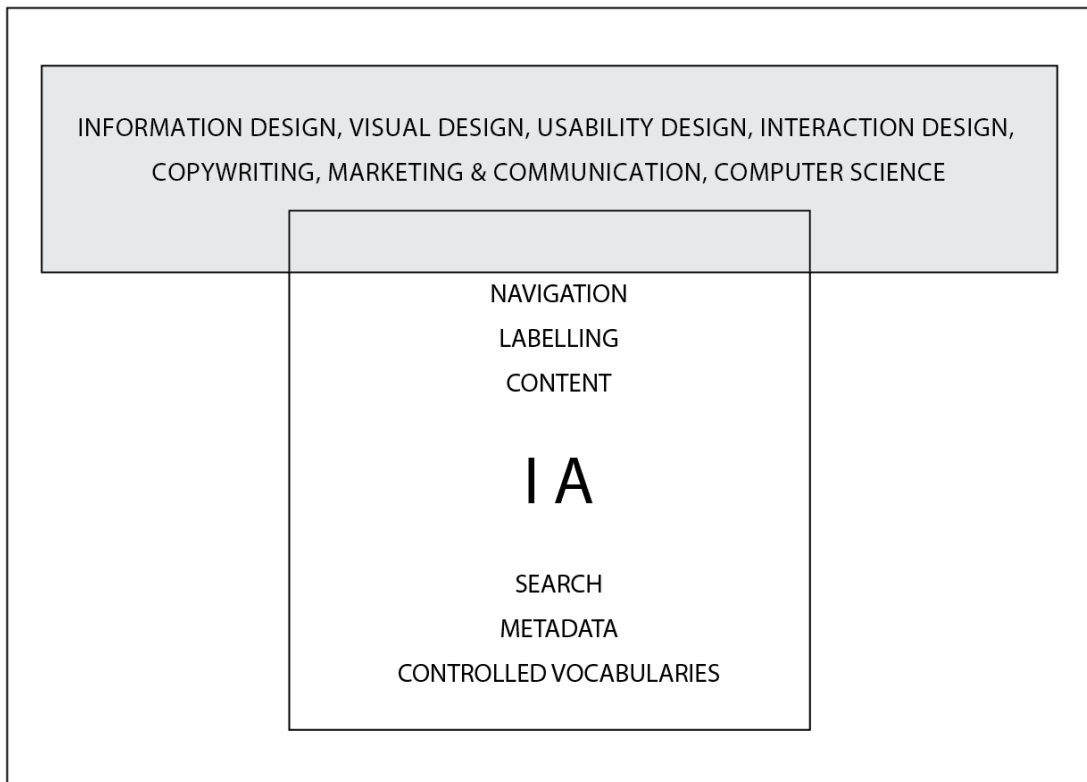 INFORMATION DESIGN, VISUAL DESIGN, USABILITY DESIGN, INTERACTION DESIGN,
COPYWRITING, MARKETING & COMMUNICATION, COMPUTER SCIENCE
NAVIGATION
LABELLING
CONTENT
I A
SEARCH
METADATA
CONTROLLED VOCABULARIES